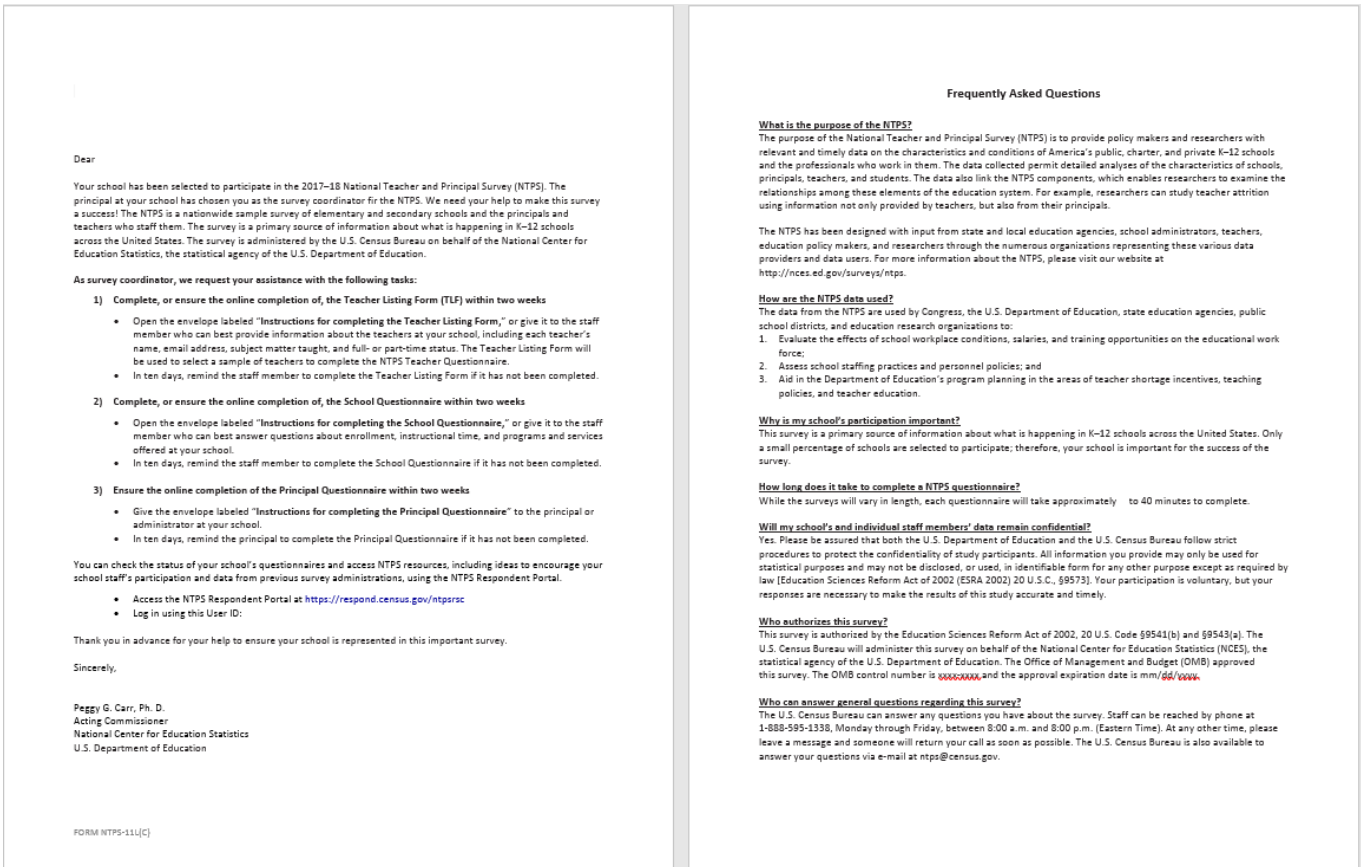 Dear
Your school has been selected to participate in the 2017–18 National Teacher and Principal Survey (NTPS). The
principal at your school has chosen you as the survey coordinator fir the NTPS. We need your help to make this survey
a success! The NTPS is a nationwide sample survey of elementary and secondary schools and the principals and
teachers who staff them. The survey is a primary source of information about what is happening in K–12 schools
across the United States. The survey is administered by the U.S. Census Bureau on behalf of the National Center for
Education Statistics, the statistical agency of the U.S. Department of Education.
As survey coordinator, we request your assistance with the following tasks:
1) Complete, or ensure the online completion of, the Teacher Listing Form (TLF) within two weeks
• Open the envelope labeled “Instructions for completing the Teacher Listing Form,” or give it to the staff
member who can best provide information about the teachers at your school, including each teacher’s
name, email address, subject matter taught, and full- or part-time status. The Teacher Listing Form will
be used to select a sample of teachers to complete the NTPS Teacher Questionnaire.
• In ten days, remind the staff member to complete the Teacher Listing Form if it has not been completed.
2) Complete, or ensure the online completion of, the School Questionnaire within two weeks
• Open the envelope labeled “Instructions for completing the School Questionnaire,” or give it to the staff
member who can best answer questions about enrollment, instructional time, and programs and services
offered at your school.
• In ten days, remind the staff member to complete the School Questionnaire if it has not been completed.
3) Ensure the online completion of the Principal Questionnaire within two weeks
• Give the envelope labeled “Instructions for completing the Principal Questionnaire” to the principal or
administrator at your school.
• In ten days, remind the principal to complete the Principal Questionnaire if it has not been completed.
You can check the status of your school’s questionnaires and access NTPS resources, including ideas to encourage your
school staff’s participation and data from previous survey administrations, using the NTPS Respondent Portal.
• Access the NTPS Respondent Portal at https://respond.census.gov/ntpsrsc
• Log in using this User ID:
Thank you in advance for your help to ensure your school is represented in this important survey.
Sincerely,
Peggy G. Carr, Ph. D.
Acting Commissioner
National Center for Education Statistics
U.S. Department of Education
FORM NTPS-11L(C)
Frequently Asked Questions
What is the purpose of the NTPS?
The purpose of the National Teacher and Principal Survey (NTPS) is to provide policy makers and researchers with
relevant and timely data on the characteristics and conditions of America’s public, charter, and private K–12 schools
and the professionals who work in them. The data collected permit detailed analyses of the characteristics of schools,
principals, teachers, and students. The data also link the NTPS components, which enables researchers to examine the
relationships among these elements of the education system. For example, researchers can study teacher attrition
using information not only provided by teachers, but also from their principals.
The NTPS has been designed with input from state and local education agencies, school administrators, teachers,
education policy makers, and researchers through the numerous organizations representing these various data
providers and data users. For more information about the NTPS, please visit our website at
http://nces.ed.gov/surveys/ntps.
How are the NTPS data used?
The data from the NTPS are used by Congress, the U.S. Department of Education, state education agencies, public
school districts, and education research organizations to:
1. Evaluate the effects of school workplace conditions, salaries, and training opportunities on the educational work
force;
2. Assess school staffing practices and personnel policies; and
3. Aid in the Department of Education’s program planning in the areas of teacher shortage incentives, teaching
policies, and teacher education.
Why is my school’s participation important?
This survey is a primary source of information about what is happening in K–12 schools across the United States. Only
a small percentage of schools are selected to participate; therefore, your school is important for the success of the
survey.
How long does it take to complete a NTPS questionnaire?
While the surveys will vary in length, each questionnaire will take approximately to 40 minutes to complete.
Will my school’s and individual staff members’ data remain confidential?
Yes. Please be assured that both the U.S. Department of Education and the U.S. Census Bureau follow strict
procedures to protect the confidentiality of study participants. All information you provide may only be used for
statistical purposes and may not be disclosed, or used, in identifiable form for any other purpose except as required by
law [Education Sciences Reform Act of 2002 (ESRA 2002) 20 U.S.C., §9573]. Your participation is voluntary, but your
responses are necessary to make the results of this study accurate and timely.
Who authorizes this survey?
This survey is authorized by the Education Sciences Reform Act of 2002, 20 U.S. Code §9541(b) and §9543(a). The
U.S. Census Bureau will administer this survey on behalf of the National Center for Education Statistics (NCES), the
statistical agency of the U.S. Department of Education. The Office of Management and Budget (OMB) approved
this survey. The OMB control number is xxxx-xxxx and the approval expiration date is mm/dd/yyyy.
Who can answer general questions regarding this survey?
The U.S. Census Bureau can answer any questions you have about the survey. Staff can be reached by phone at
1-888-595-1338, Monday through Friday, between 8:00 a.m. and 8:00 p.m. (Eastern Time). At any other time, please
leave a message and someone will return your call as soon as possible. The U.S. Census Bureau is also available to
answer your questions via e-mail at ntps@census.gov.